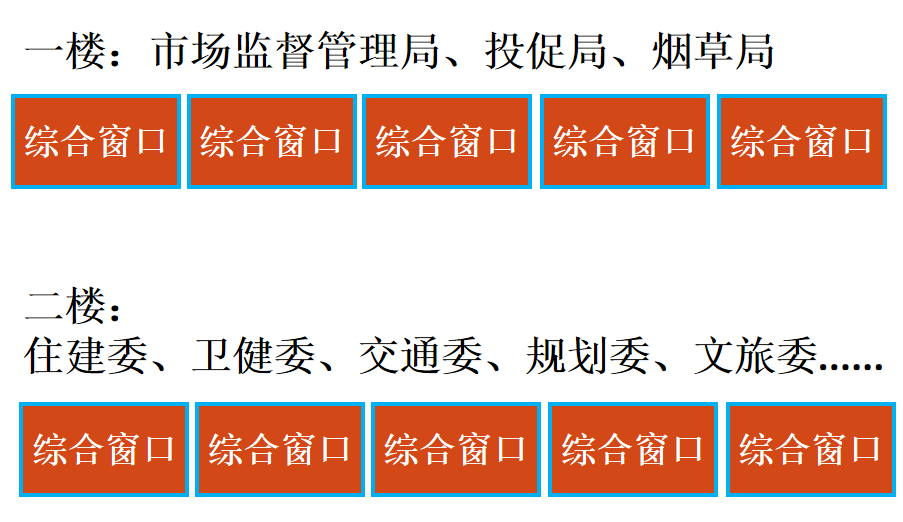 一楼：市场监督管理局、投促局、烟草局
综合窗口 综合窗口 综合窗口 综合窗口 综合窗口
二楼：
住建委、卫健委、交通委、规划委、文旅委......
综合窗口 综合窗口 综合窗口 综合窗口 综合窗口